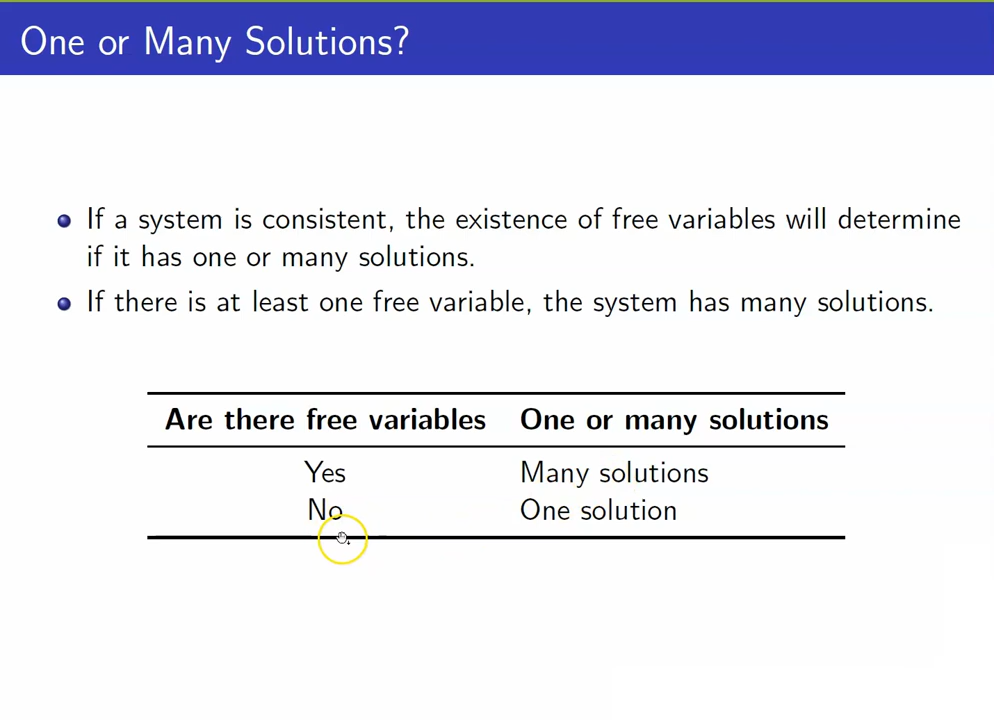 One or Many Solutions?
If a system is consistent, the existence of free variables will determine
if it has one or many solutions.
If there is at least one free variable, the system has many solutions.
Are there free variables One or many solutions
Yes Many solutions
No One solution